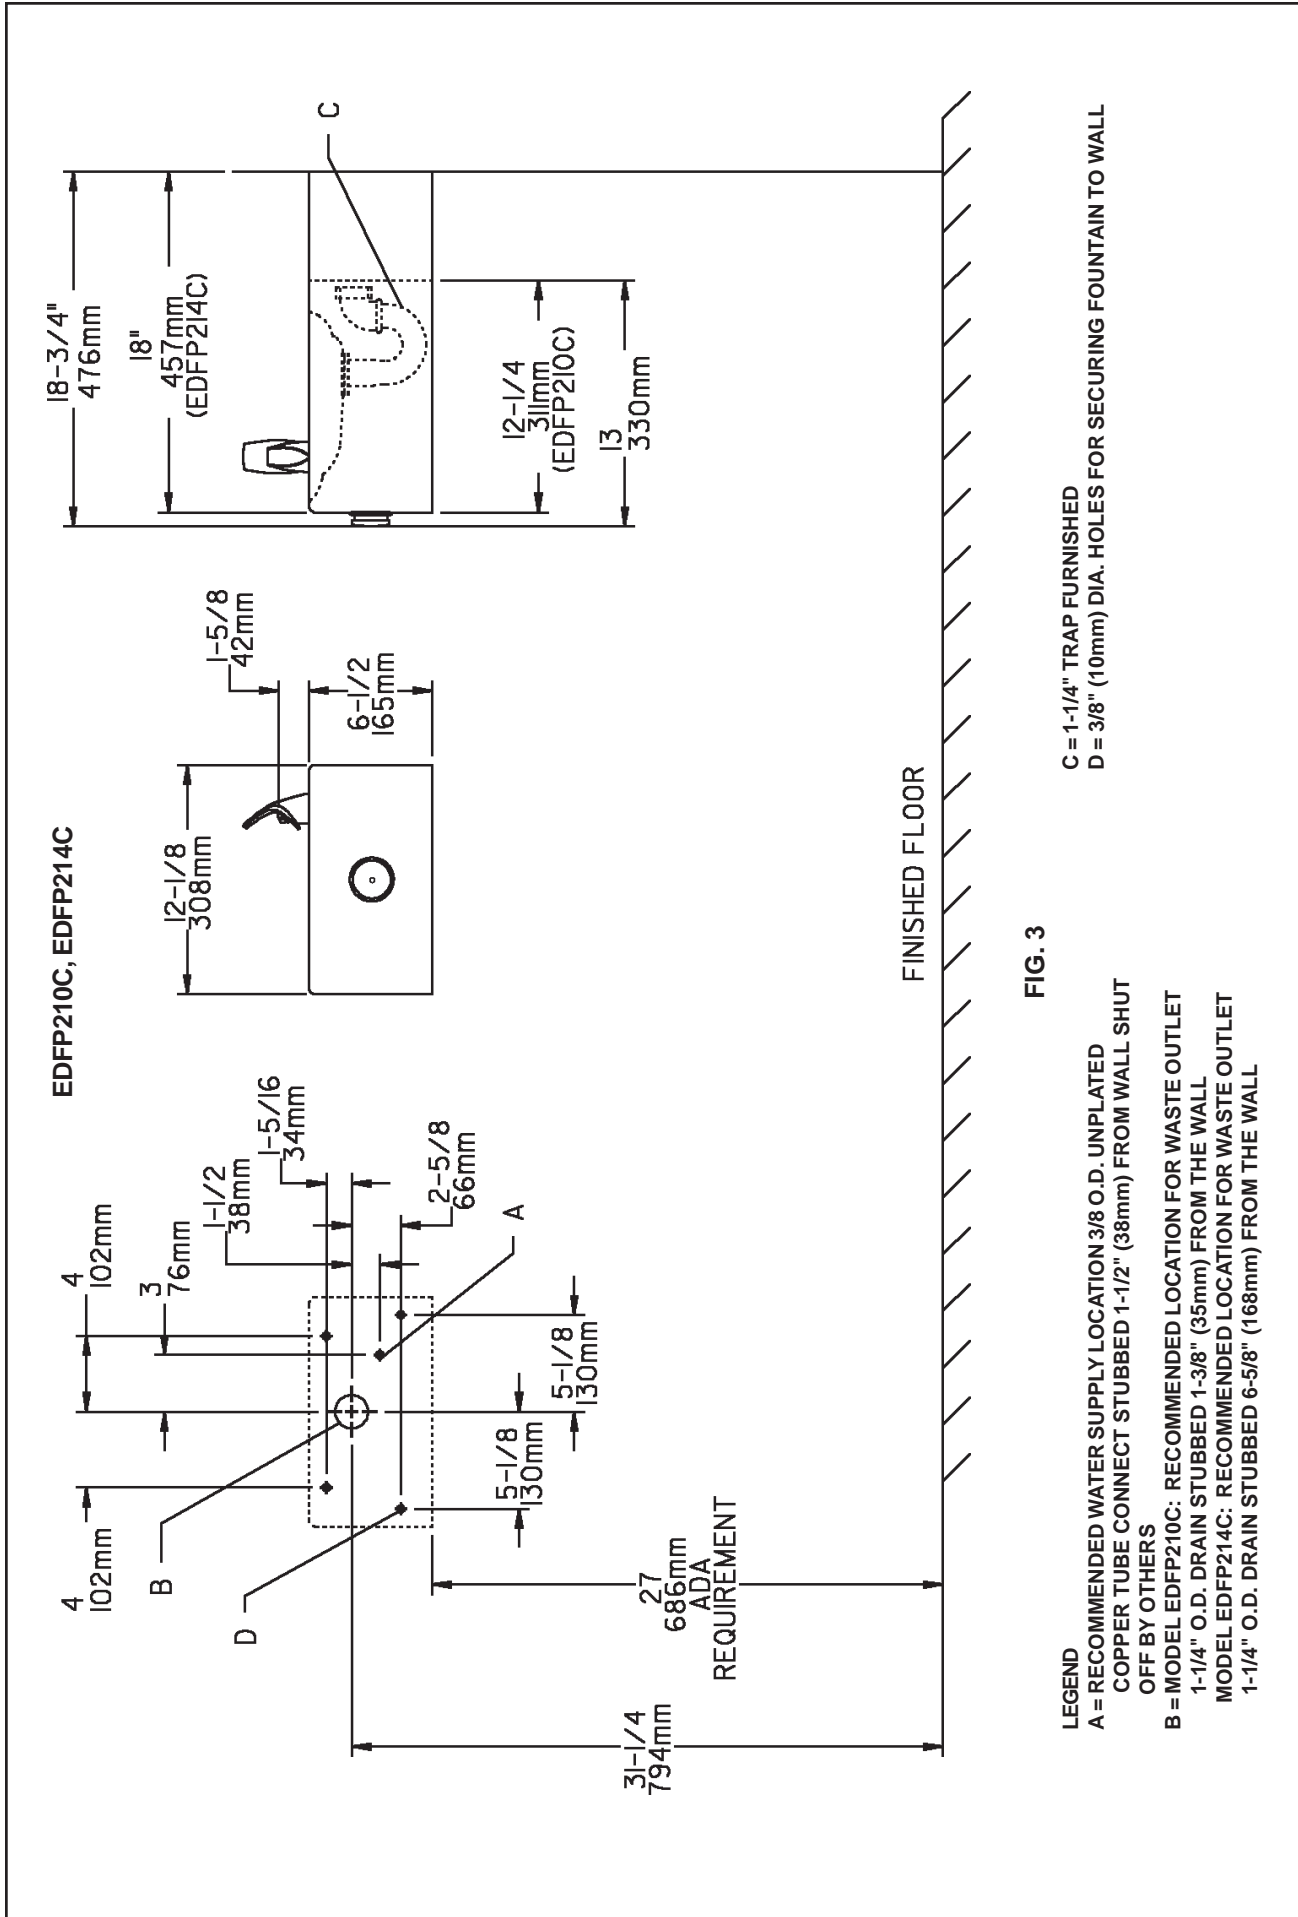 EDFP210C, EDFP214C
4
102mm
4
102mm
3
76mm
1-1/2
38mm
1-5/16
34mm
2-5/8
66mm
A
B
D
5-1/8
130mm
5-1/8
130mm
27
686mm
ADA
REQUIREMENT
31-1/4
794mm
12-1/8
308mm
1-5/8
42mm
6-1/2
165mm
18-3/4"
476mm
18"
457mm
(EDFP214C)
C
12-1/4
311mm
(EDFP210C)
13
330mm
FINISHED FLOOR
FIG. 3
LEGEND
A = RECOMMENDED WATER SUPPLY LOCATION 3/8 O.D. UNPLATED
COPPER TUBE CONNECT STUBBED 1-1/2" (38mm) FROM WALL SHUT
OFF BY OTHERS
B = MODEL EDFP210C: RECOMMENDED LOCATION FOR WASTE OUTLET
1-1/4" O.D. DRAIN STUBBED 1-3/8" (35mm) FROM THE WALL
MODEL EDFP214C: RECOMMENDED LOCATION FOR WASTE OUTLET
1-1/4" O.D. DRAIN STUBBED 6-5/8" (168mm) FROM THE WALL
C = 1-1/4" TRAP FURNISHED
D = 3/8" (10mm) DIA. HOLES FOR SECURING FOUNTAIN TO WALL